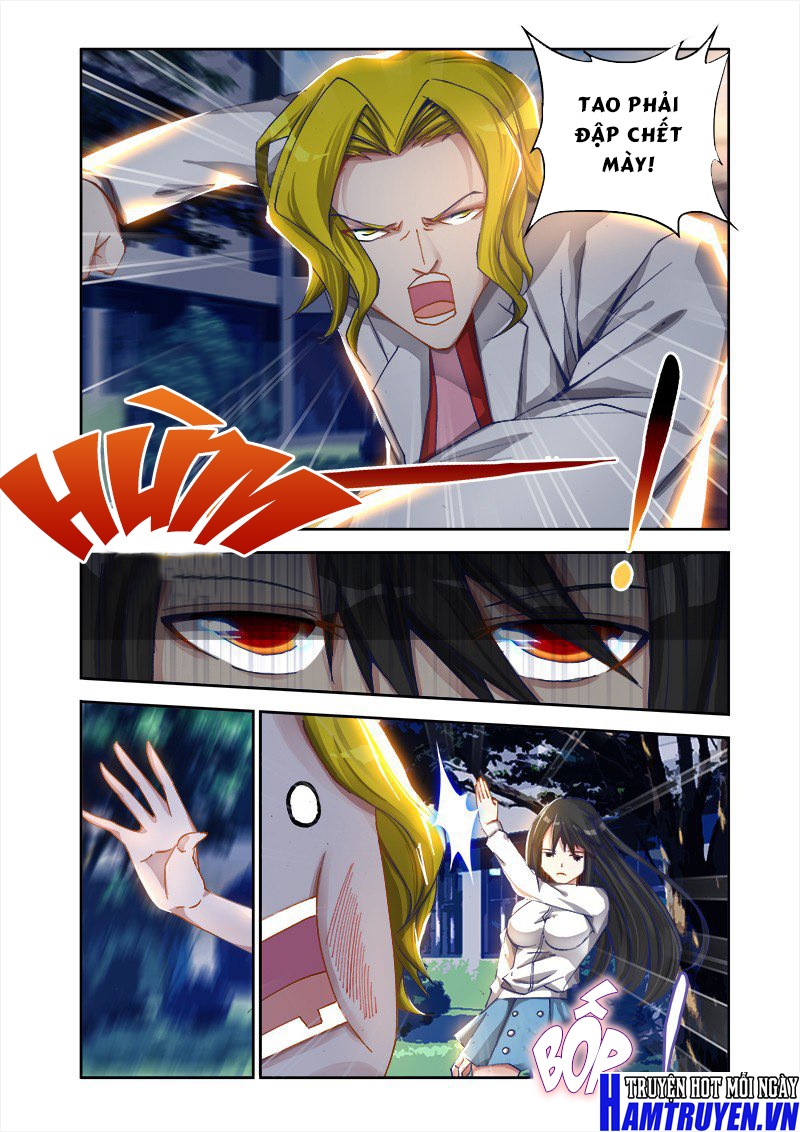 TAO PHẢI
ĐẬP CHẾT
MÀY!
HÙM
!
BỐP
!
TRUYỆN HOT MỖI NGÀY
HAMTRUYEN.VN